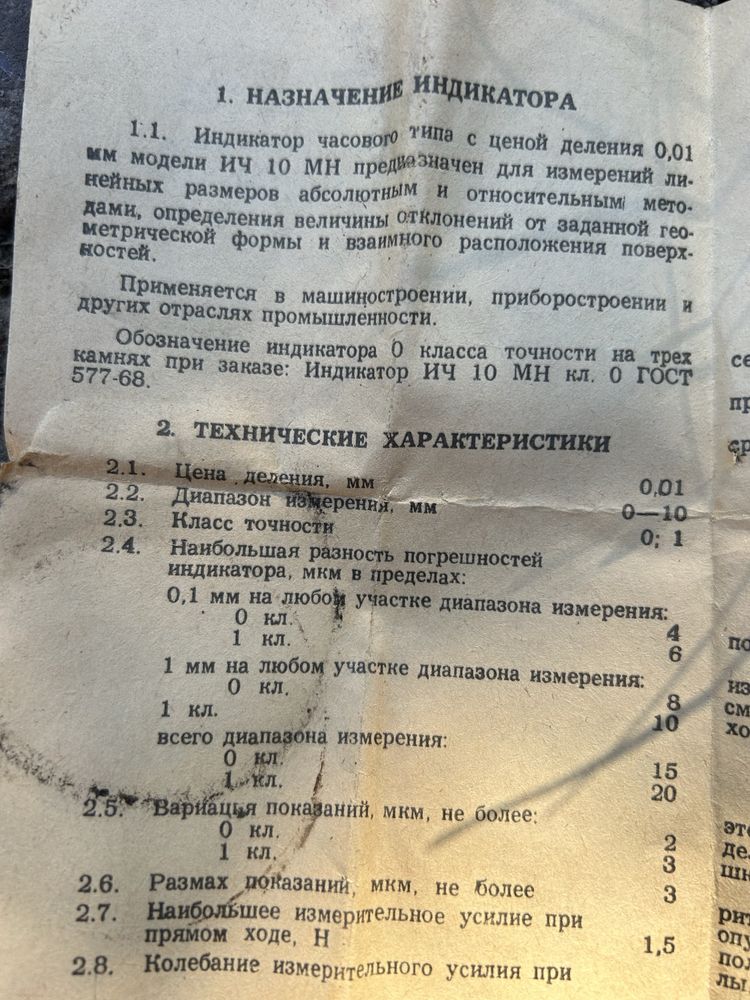 1. НАЗНАЧЕНИЕ ИНДИКАТОРА
1.1. Индикатор часового типа с ценой деления 0,01
мм модели ИЧ 10 МН предназначен для измерений ли-
нейных размеров абсолютным и относительным мето-
дами, определения величины отклонений от заданной гео-
метрической формы и взаимного расположения поверх-
ностей.
Применяется в машиностроении, приборостроении и
других отраслях промышленности.
Обозначение индикатора 0 класса точности на трех
камнях при заказе: Индикатор ИЧ 10 МН кл. 0 ГОСТ
577-68.
2. ТЕХНИЧЕСКИЕ ХАРАКТЕРИСТИКИ
2.1. Цена деления, мм 0,01
2.2. Диапазон измерения, мм 0—10
2.3. Класс точности 0; 1
2.4. Наибольшая разность погрешностей
индикатора, мкм в пределах:
0,1 мм на любом участке диапазона измерения:
0 кл. 4
1 кл. 6
1 мм на любом участке диапазона измерения:
0 кл. 8
1 кл. 10
всего диапазона измерения:
0 кл. 15
1 кл. 20
2.5. Вариация показаний, мкм, не более:
0 кл. 2
1 кл. 3
2.6. Размах показаний, мкм, не более 3
2.7. Наибольшее измерительное усилие при
прямом ходе, Н 1,5
2.8. Колебание измерительного усилия при